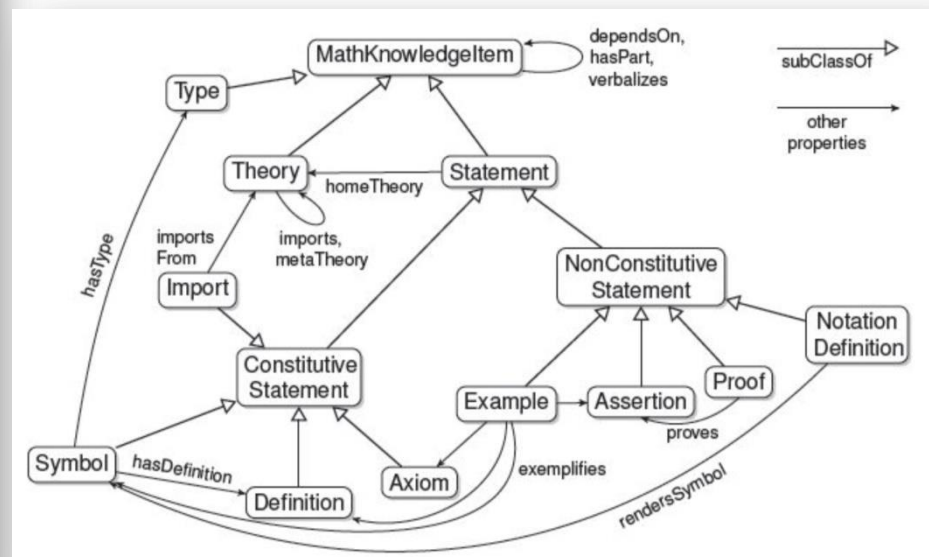 MathKnowledgeItem
dependsOn,
hasPart,
verbalizes
subClassOf
other
properties
Type
Theory
homeTheory
Statement
imports
From
imports,
metaTheory
hasType
Import
NonConstitutive
Statement
Notation
Definition
Constitutive
Statement
Example
Assertion
Proof
proves
Symbol
hasDefinition
Definition
Axiom
exemplifies
rendersSymbol